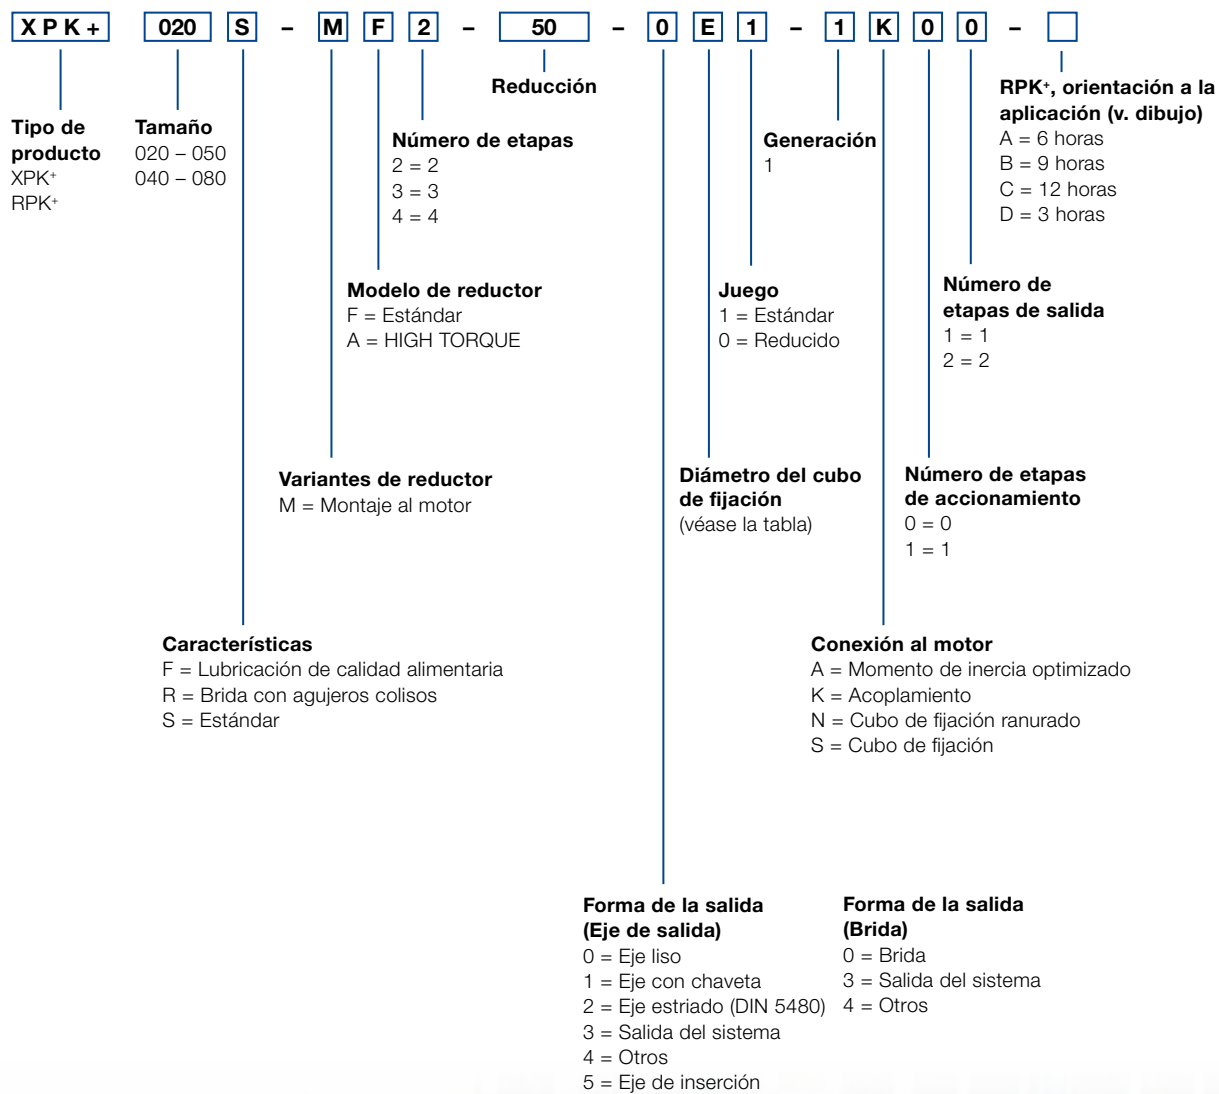 XPK+ 020 S – M F 2 – 50 – 0 E 1 – 1 K 0 0 –
Reducción
Tipo de
producto
XPK+
RPK+
Tamaño
020 – 050
040 – 080
Número de etapas
2 = 2
3 = 3
4 = 4
Generación
1
RPK+, orientación a la
aplicación (v. dibujo)
A = 6 horas
B = 9 horas
C = 12 horas
D = 3 horas
Modelo de reductor
F = Estándar
A = HIGH TORQUE
Juego
1 = Estándar
0 = Reducido
Número de
etapas de salida
1 = 1
2 = 2
Variantes de reductor
M = Montaje al motor
Diámetro del cubo
de fijación
(véase la tabla)
Número de etapas
de accionamiento
0 = 0
1 = 1
Características
F = Lubricación de calidad alimentaria
R = Brida con agujeros colisos
S = Estándar
Conexión al motor
A = Momento de inercia optimizado
K = Acoplamiento
N = Cubo de fijación ranurado
S = Cubo de fijación
Forma de la salida
(Eje de salida)
0 = Eje liso
1 = Eje con chaveta
2 = Eje estriado (DIN 5480)
3 = Salida del sistema
4 = Otros
5 = Eje de inserción
Forma de la salida
(Brida)
0 = Brida
3 = Salida del sistema
4 = Otros